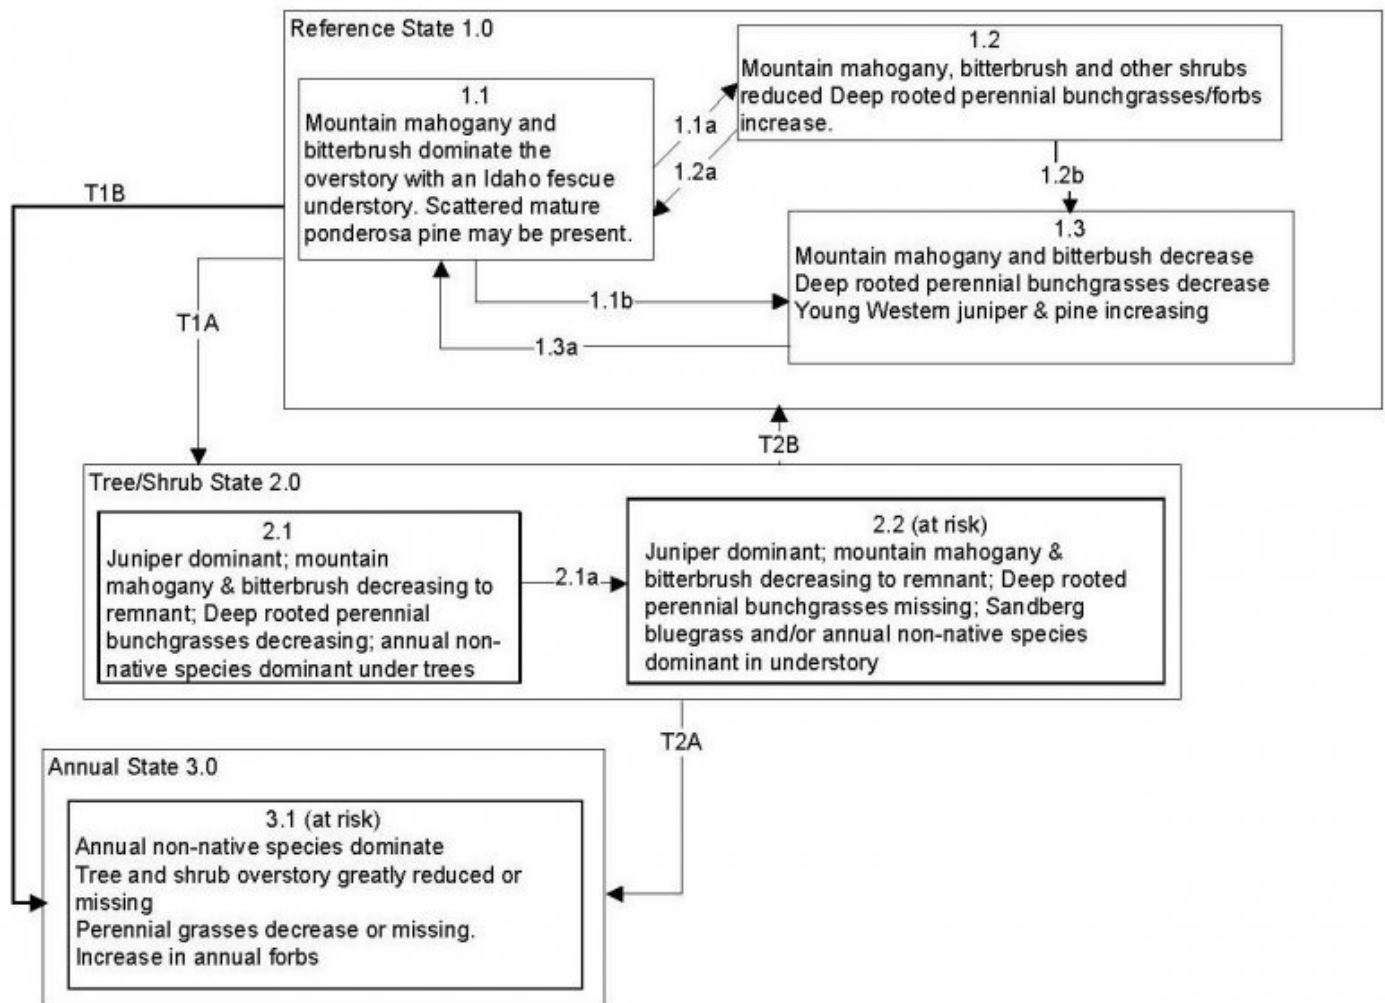 Reference State 1.0
1.1
Mountain mahogany and
bitterbrush dominate the
overstory with an Idaho fescue
understory. Scattered mature
ponderosa pine may be present.
1.1a
1.2a
1.2
Mountain mahogany, bitterbrush and other shrubs
reduced Deep rooted perennial bunchgrasses/forbs
increase.
1.2b
1.3
Mountain mahogany and bitterbush decrease
Deep rooted perennial bunchgrasses decrease
Young Western juniper & pine increasing
1.1b
1.3a
T1B
T1A
T2B
Tree/Shrub State 2.0
2.1
Juniper dominant; mountain
mahogany & bitterbrush decreasing to
remnant; Deep rooted perennial
bunchgrasses decreasing; annual non-
native species dominant under trees
2.1a
2.2 (at risk)
Juniper dominant; mountain mahogany &
bitterbrush decreasing to remnant; Deep rooted
perennial bunchgrasses missing; Sandberg
bluegrass and/or annual non-native species
dominant in understory
T2A
Annual State 3.0
3.1 (at risk)
Annual non-native species dominate
Tree and shrub overstory greatly reduced or
missing
Perennial grasses decrease or missing.
Increase in annual forbs